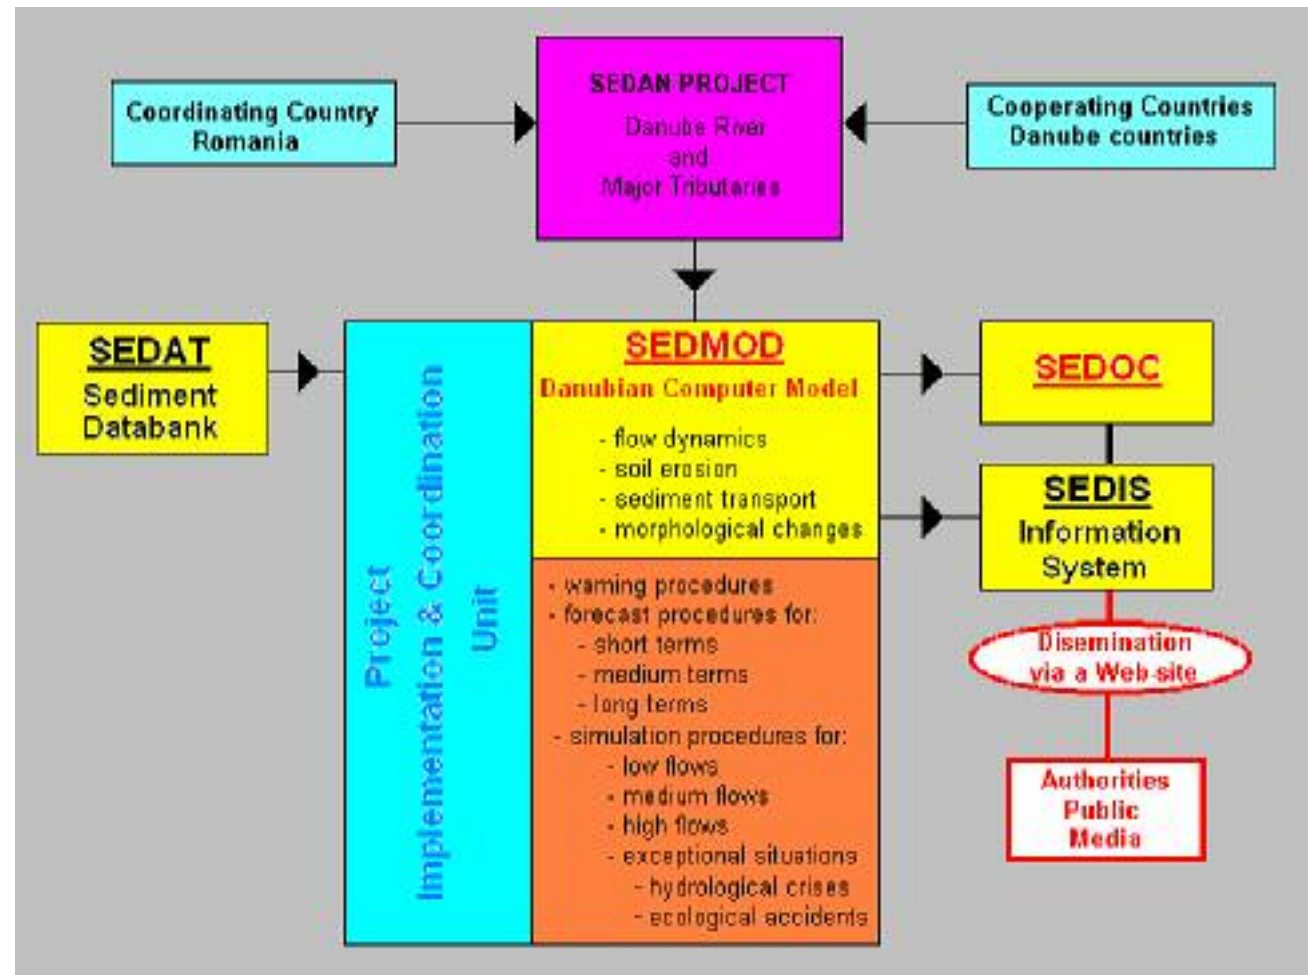 Coordinating Country
Romania
SEDAN PROJECT
Danube River
and
Major Tributaries
Cooperating Countries
Danube countries
SEDAT
Sediment
Databank
Project
Implementation & Coordination
Unit
SEDMOD
Danubian Computer Model
- flow dynamics
- soil erosion
- sediment transport
- morphological changes
- warning procedures
- forecast procedures for:
- short terms
- medium terms
- long terms
- simulation procedures for:
- low flows
- medium flows
- high flows
- exceptional situations
- hydrological crises
- ecological accidents
SEDOC
SEDIS
Information
System
Disemination
via a Web-site
Authorities
Public
Media